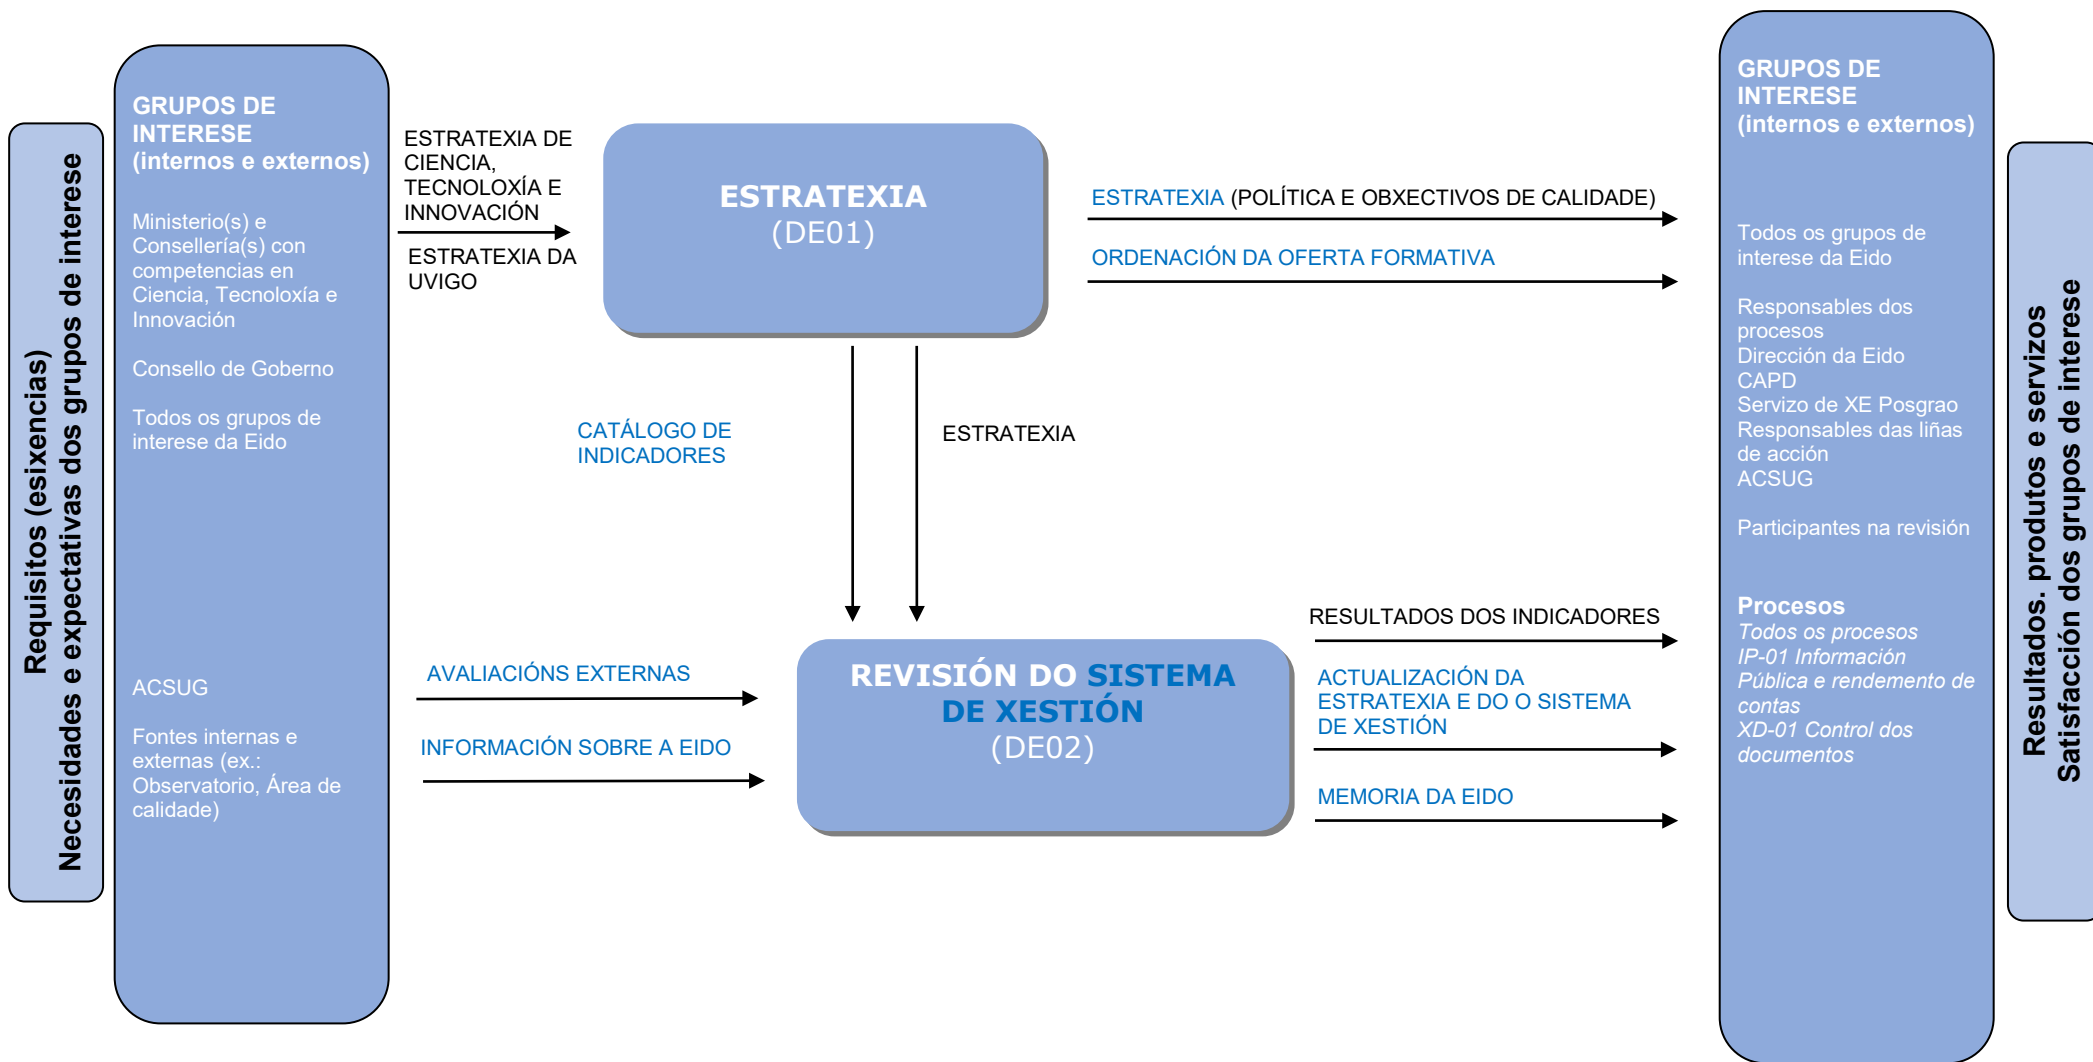 Requisitos (esixencias)
Necesidades e expectativas dos grupos de interese
GRUPOS DE
INTERESE
(internos e externos)
Ministerio(s) e
Consellería(s) con
competencias en
Ciencia, Tecnoloxía e
Innovación
Consello de Goberno
Todos os grupos de
interese da Eido
ACSUG
Fontes internas e
externas (ex.:
Observatorio, Área de
calidade)
ESTRATEXIA DE
CIENCIA,
TECNOLOXÍA E
INNOVACIÓN
ESTRATEXIA DA
UVIGO
ESTRATEXIA
(DE01)
ESTRATEXIA (POLÍTICA E OBXECTIVOS DE CALIDADE)
ORDENACIÓN DA OFERTA FORMATIVA
CATÁLOGO DE
INDICADORES
ESTRATEXIA
AVALIACIÓNS EXTERNAS
INFORMACIÓN SOBRE A EIDO
REVISIÓN DO SISTEMA
DE XESTIÓN
(DE02)
RESULTADOS DOS INDICADORES
ACTUALIZACIÓN DA
ESTRATEXIA E DO O SISTEMA
DE XESTIÓN
MEMORIA DA EIDO
GRUPOS DE
INTERESE
(internos e externos)
Todos os grupos de
interese da Eido
Responsables dos
procesos
Dirección da Eido
CAPD
Servizo de XE Posgrao
Responsables das liñas
de acción
ACSUG
Participantes na revisión
Procesos
Todos os procesos
IP-01 Información
Pública e rendemento de
contas
XD-01 Control dos
documentos
Resultados. produtos e servizos
Satisfacción dos grupos de interese